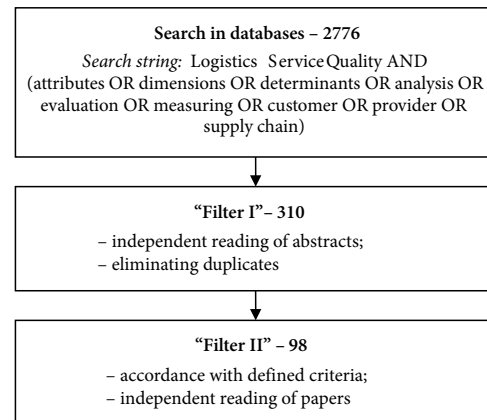 Search in databases – 2776
Search string: Logistics Service Quality AND
(attributes OR dimensions OR determinants OR analysis OR
evaluation OR measuring OR customer OR provider OR
supply chain)
“Filter I”– 310
– independent reading of abstracts;
– eliminating duplicates
“Filter II” – 98
– accordance with defined criteria;
– independent reading of papers